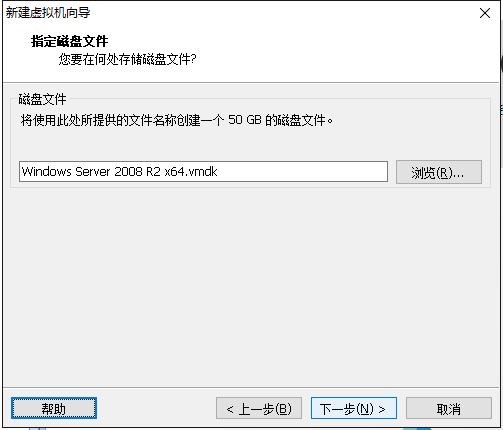 新建虚拟机向导
指定磁盘文件
您要在何处存储磁盘文件?
磁盘文件
将使用此处所提供的文件名称创建一个 50 GB 的磁盘文件。
Windows Server 2008 R2 x64.vmdk
浏览(R)...
帮助
< 上一步(B)
下一步(N) >
取消